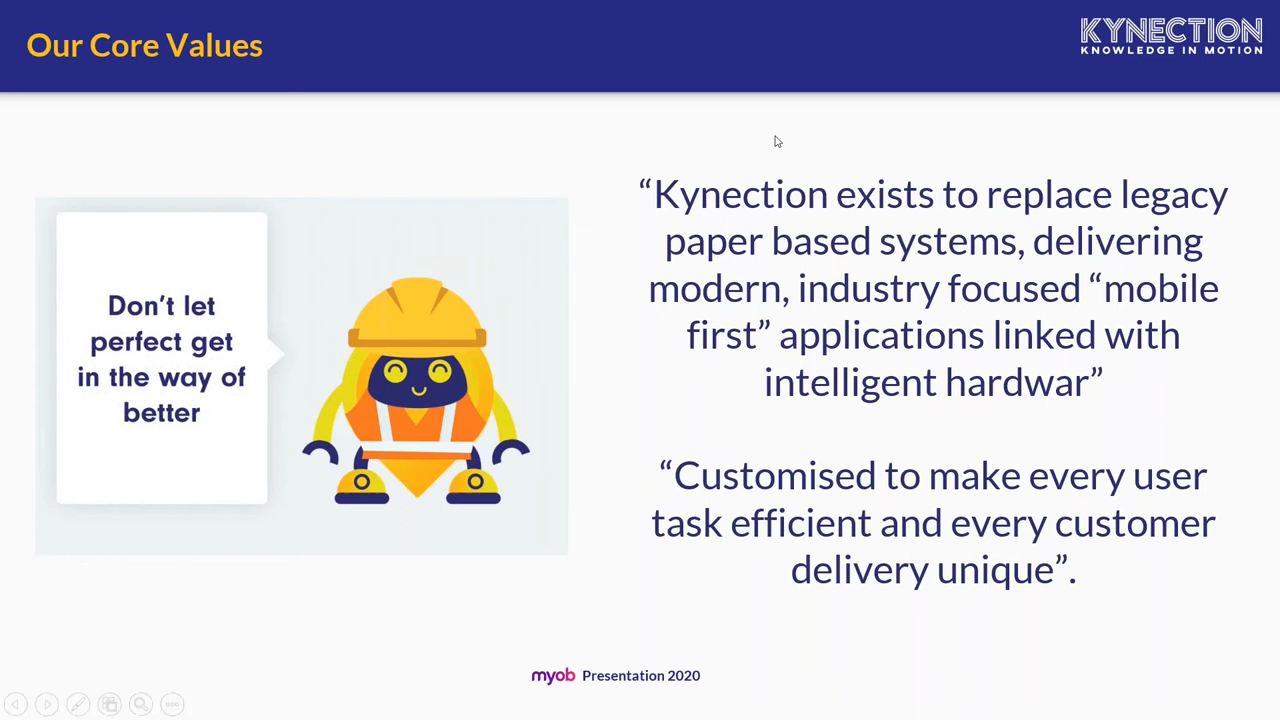 Our Core Values
KYNECTION
KNOWLEDGE IN MOTION
Don’t let
perfect get
in the way of
better
“Kynection exists to replace legacy
paper based systems, delivering
modern, industry focused “mobile
first” applications linked with
intelligent hardwar”
“Customised to make every user
task efficient and every customer
delivery unique”.
myob Presentation 2020